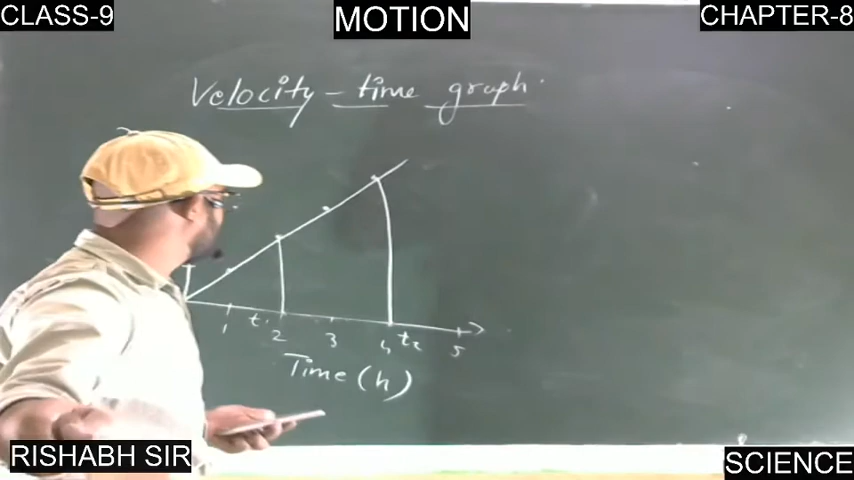 CLASS-9
MOTION
CHAPTER-8
Velocity - time graph
1 t1 2 3 4 t2 5
Time (h)
RISHABH SIR
SCIENCE